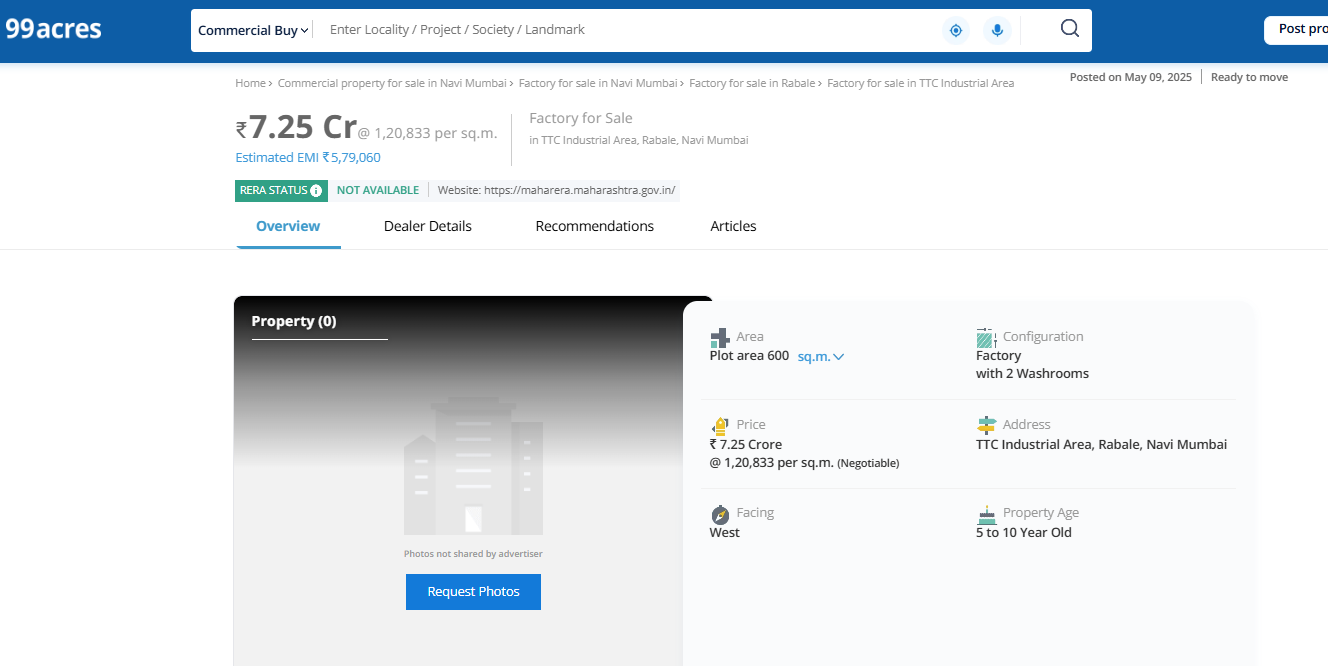 99acres
Commercial Buy
Enter Locality / Project / Society / Landmark
Post pro
Home › Commercial property for sale in Navi Mumbai › Factory for sale in Navi Mumbai › Factory for sale in Rabale › Factory for sale in TTC Industrial Area
Posted on May 09, 2025 | Ready to move
₹7.25 Cr @ 1,20,833 per sq.m.
Estimated EMI ₹5,79,060
Factory for Sale
in TTC Industrial Area, Rabale, Navi Mumbai
RERA STATUS i NOT AVAILABLE | Website: https://maharera.maharashtra.gov.in/
Overview
Dealer Details
Recommendations
Articles
Property (0)
Photos not shared by advertiser
Request Photos
Area
Plot area 600 sq.m.
Configuration
Factory
with 2 Washrooms
Price
₹ 7.25 Crore
@ 1,20,833 per sq.m. (Negotiable)
Address
TTC Industrial Area, Rabale, Navi Mumbai
Facing
West
Property Age
5 to 10 Year Old